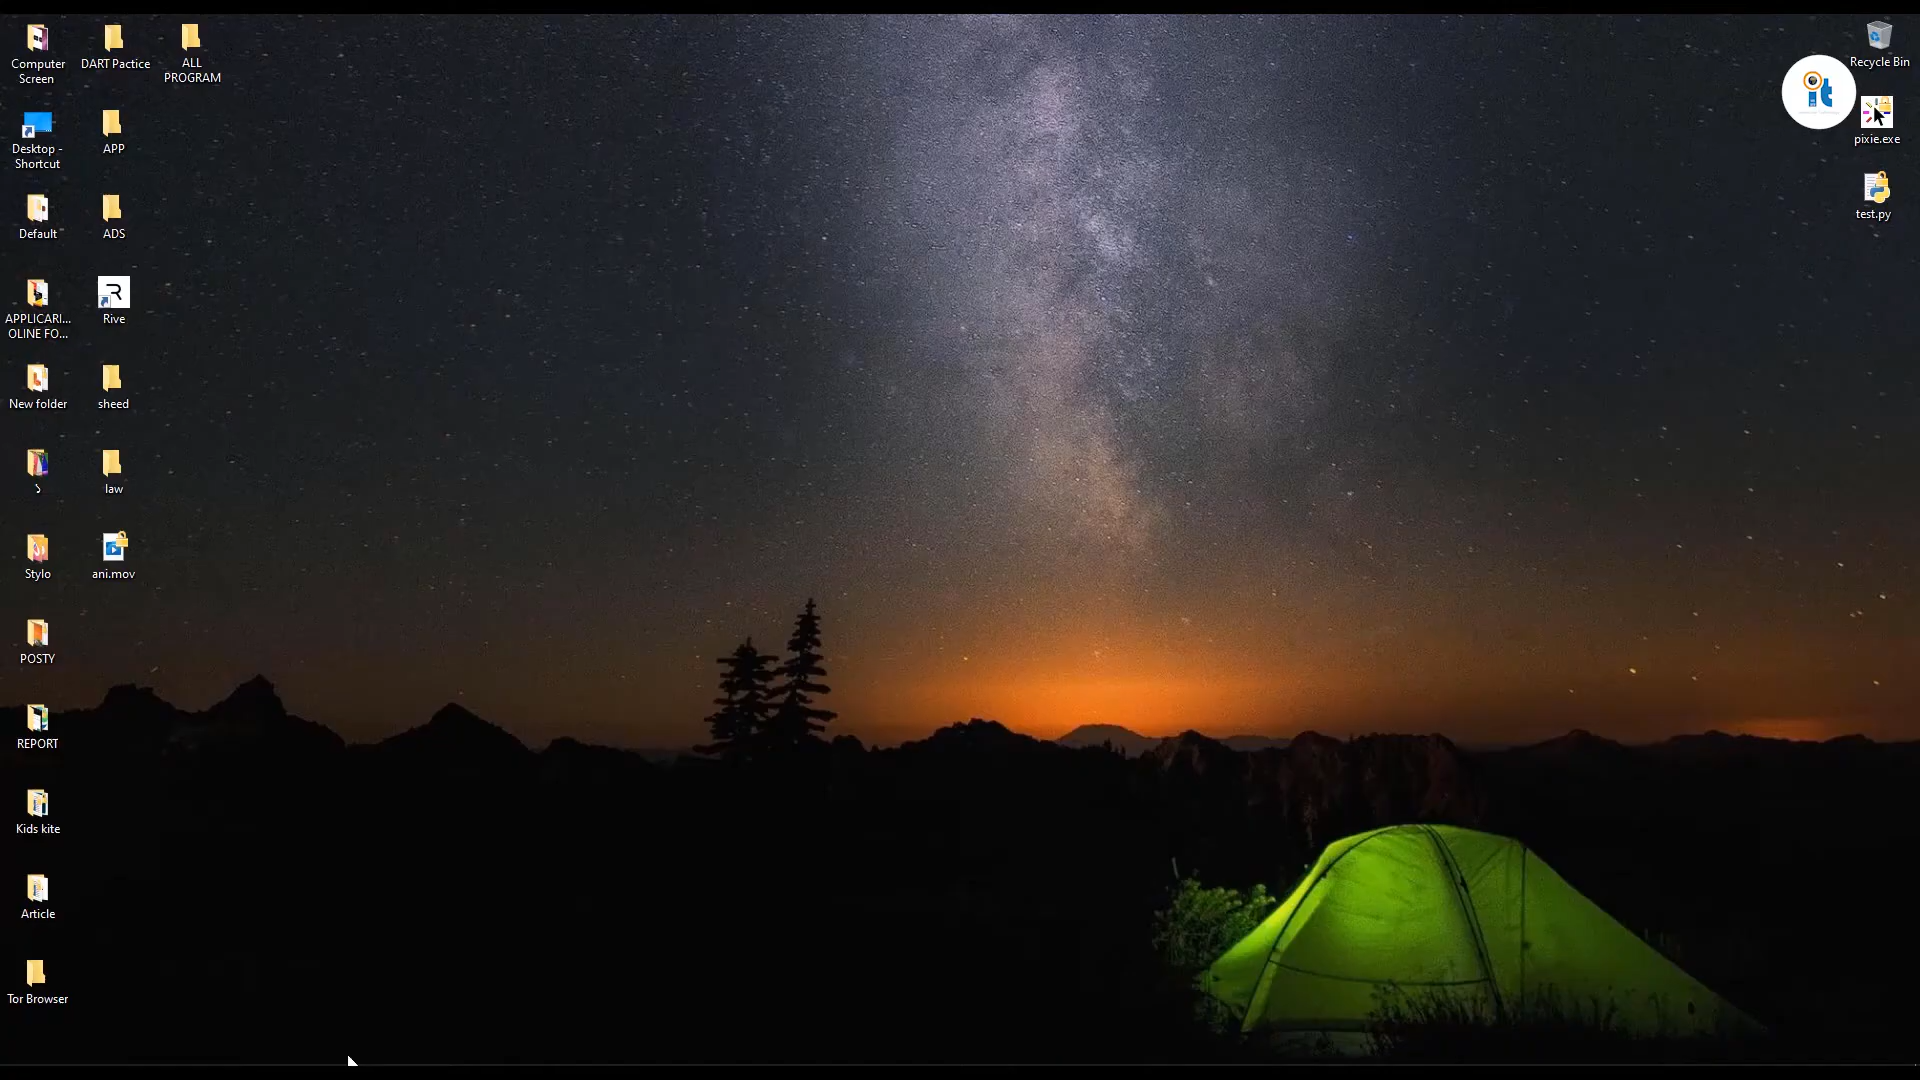 Computer
Screen
DART Pactice
ALL
PROGRAM
Desktop -
Shortcut
APP
Default
ADS
APPLICARI...
OLINE FO...
Rive
New folder
sheed
law
Stylo
ani.mov
POSTY
REPORT
Kids kite
Article
Tor Browser
Recycle Bin
it
pixie.exe
test.py